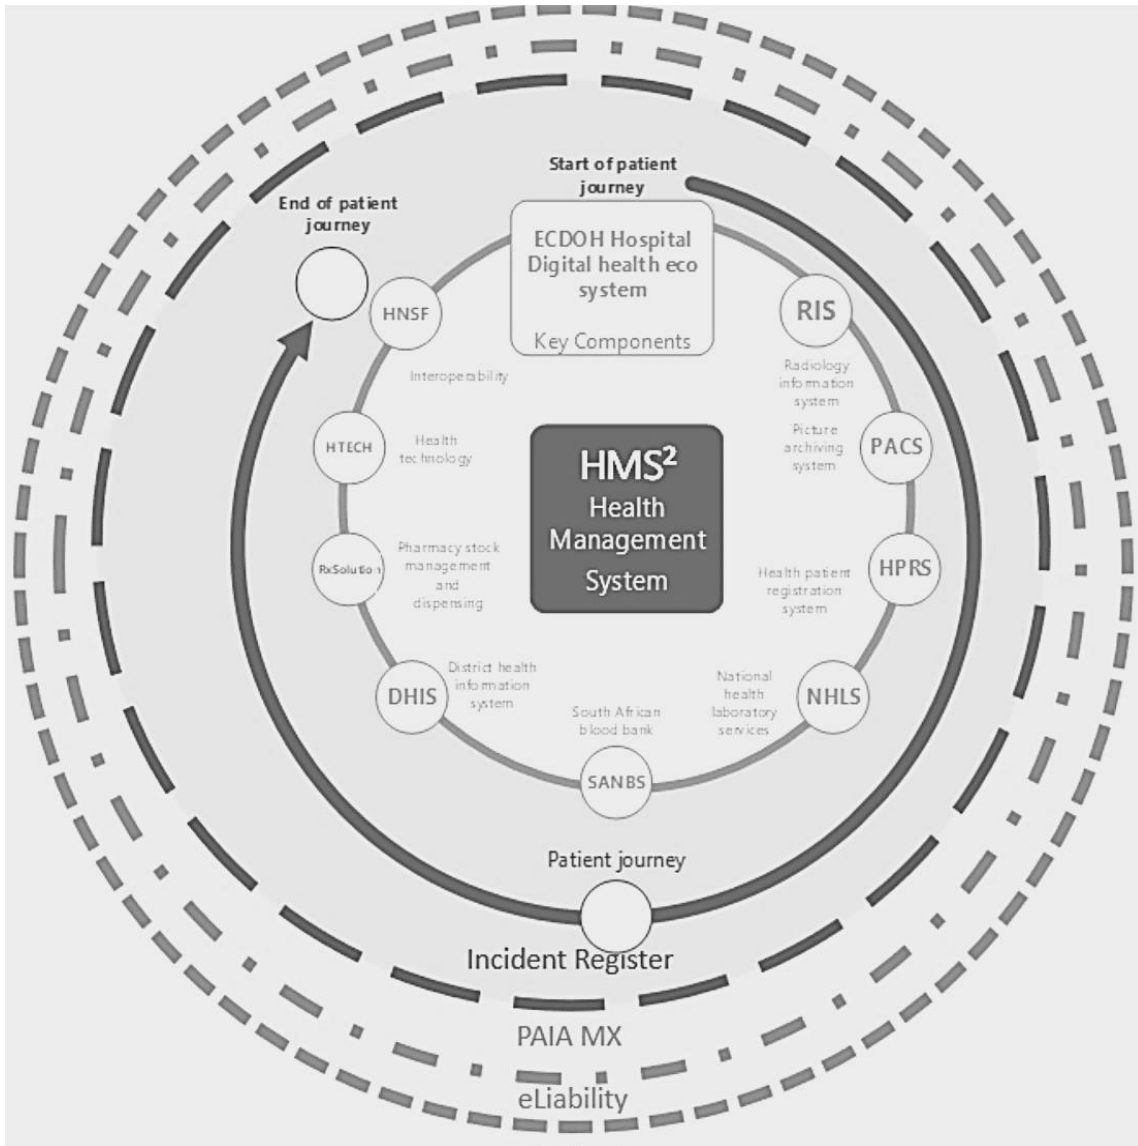 Start of patient
journey
End of patient
journey
ECDOH Hospital
Digital health eco
system
Key Components
HNSF
Interoperability
RIS
Radiology
information
system
HTECH
Health
technology
Picture
archiving
system
PACS
HMS²
Health
Management
System
RxSolution
Pharmacy stock
management
and
dispensing
Health patient
registration
system
HPRS
DHIS
District health
information
system
National
health
laboratory
services
NHLS
South African
blood bank
SANBS
Patient journey
Incident Register
PAIA MX
eLiability